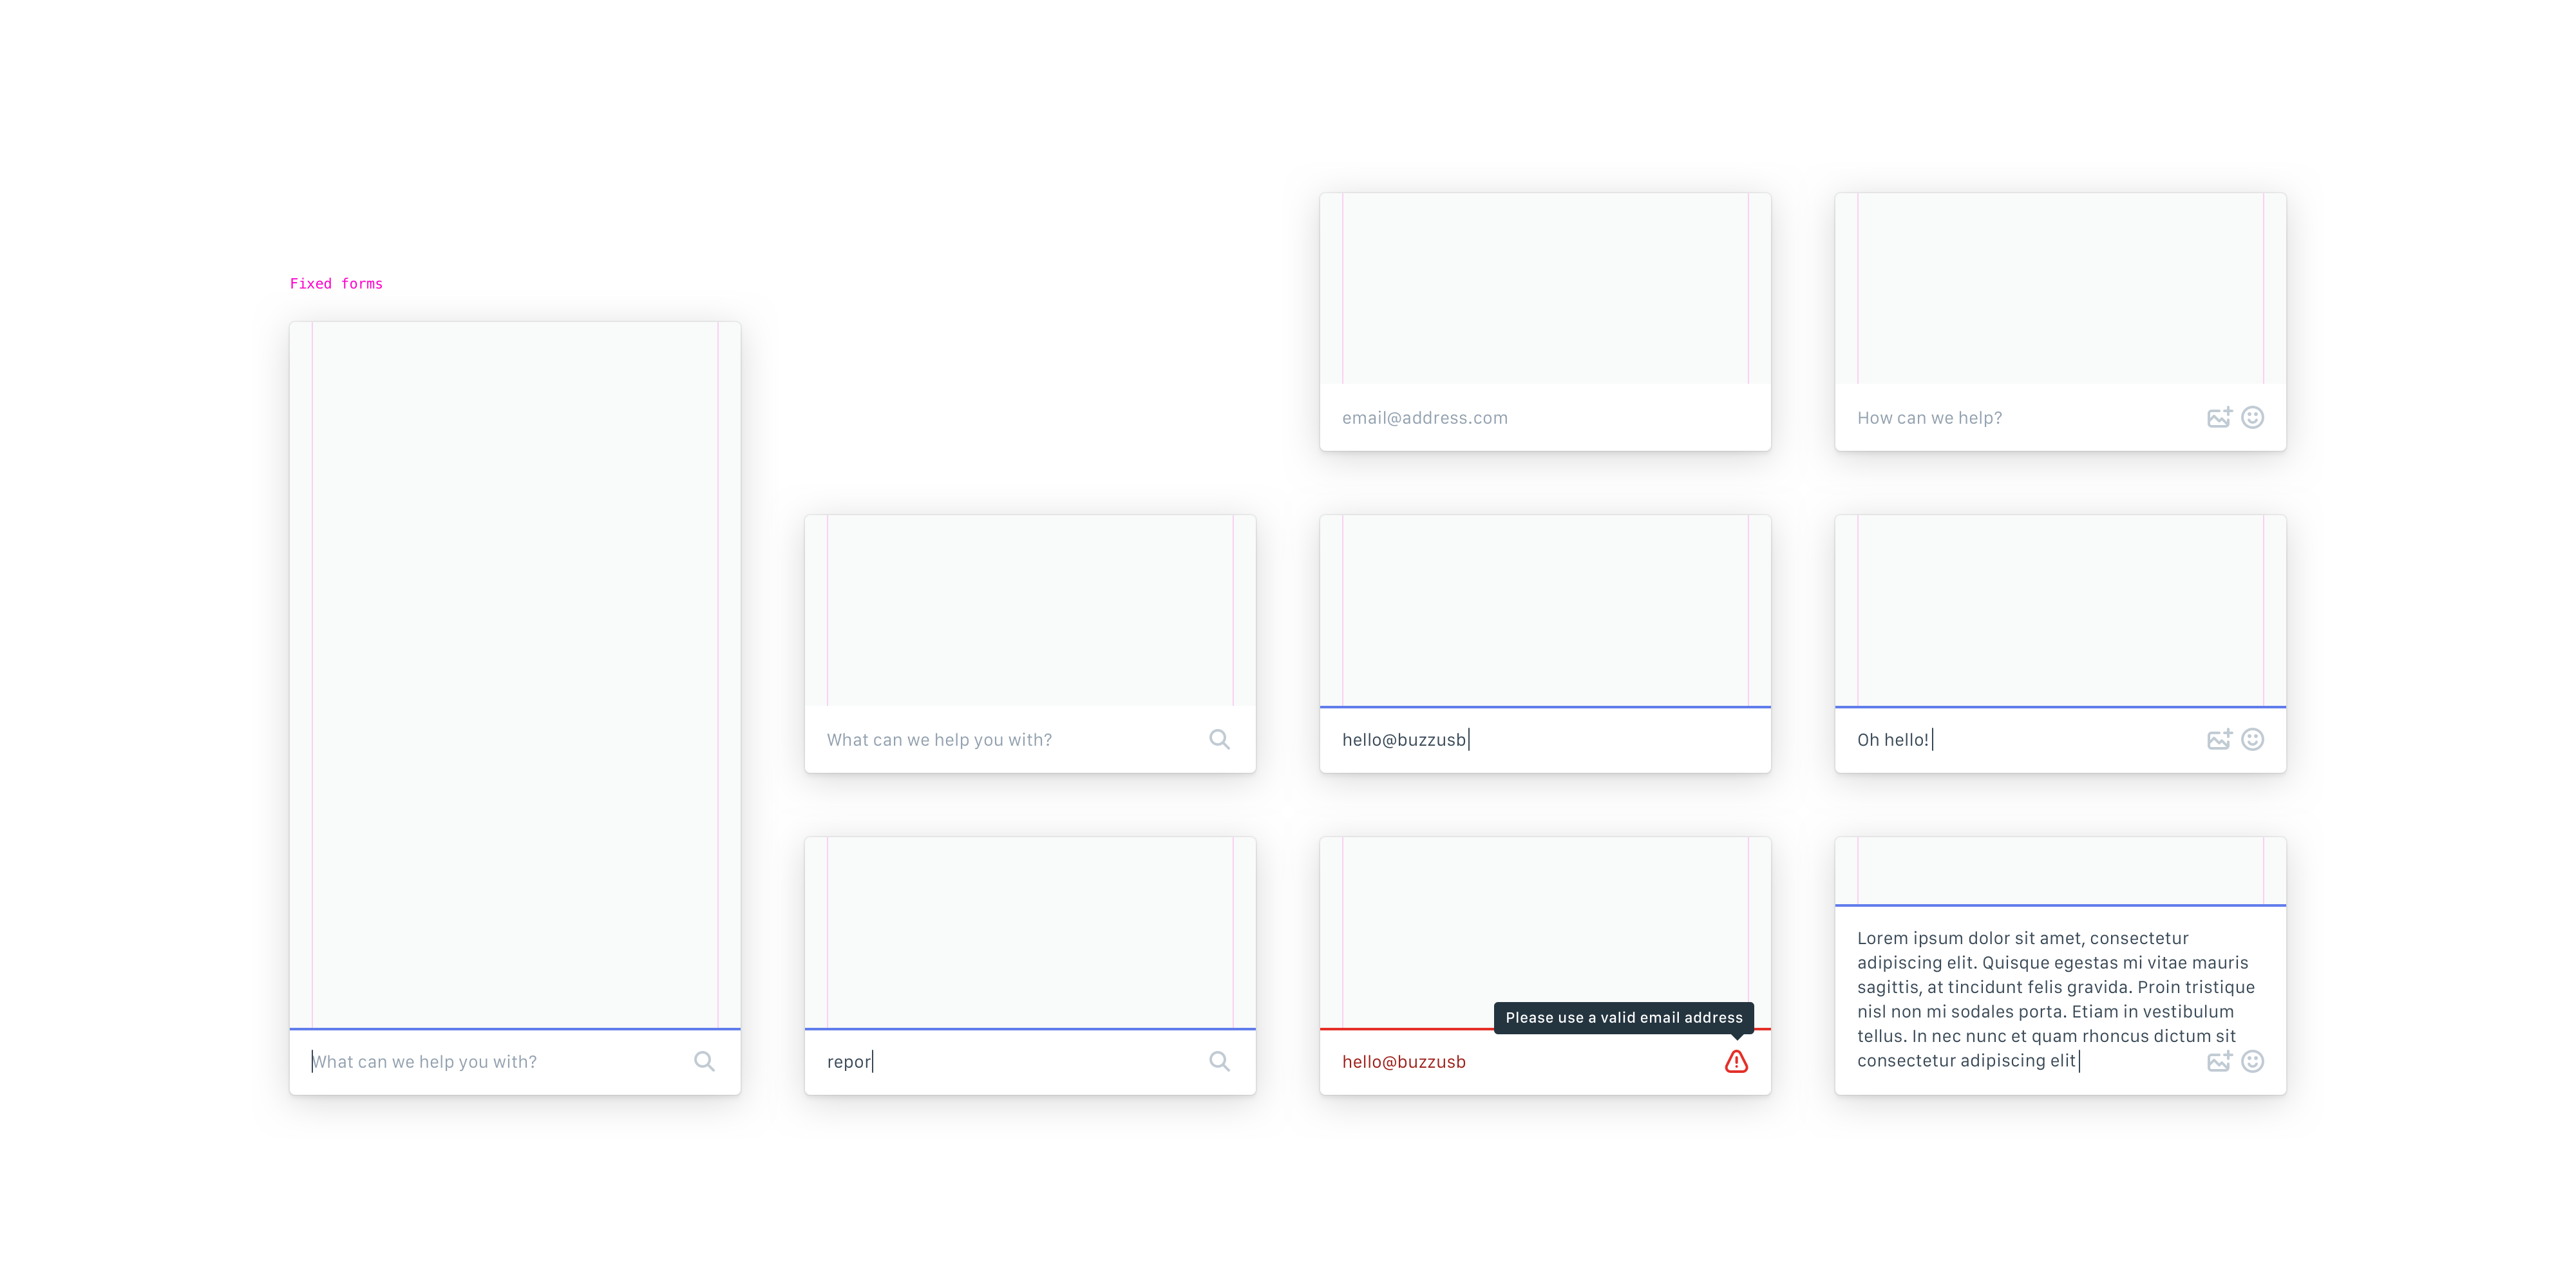 Fixed forms
What can we help you with?
What can we help you with?
repor
email@address.com
hello@buzzusb
Please use a valid email address
hello@buzzusb
How can we help?
Oh hello!
Lorem ipsum dolor sit amet, consectetur
adipiscing elit. Quisque egestas mi vitae mauris
sagittis, at tincidunt felis gravida. Proin tristique
nisl non mi sodales porta. Etiam in vestibulum
tellus. In nec nunc et quam rhoncus dictum sit
consectetur adipiscing elit